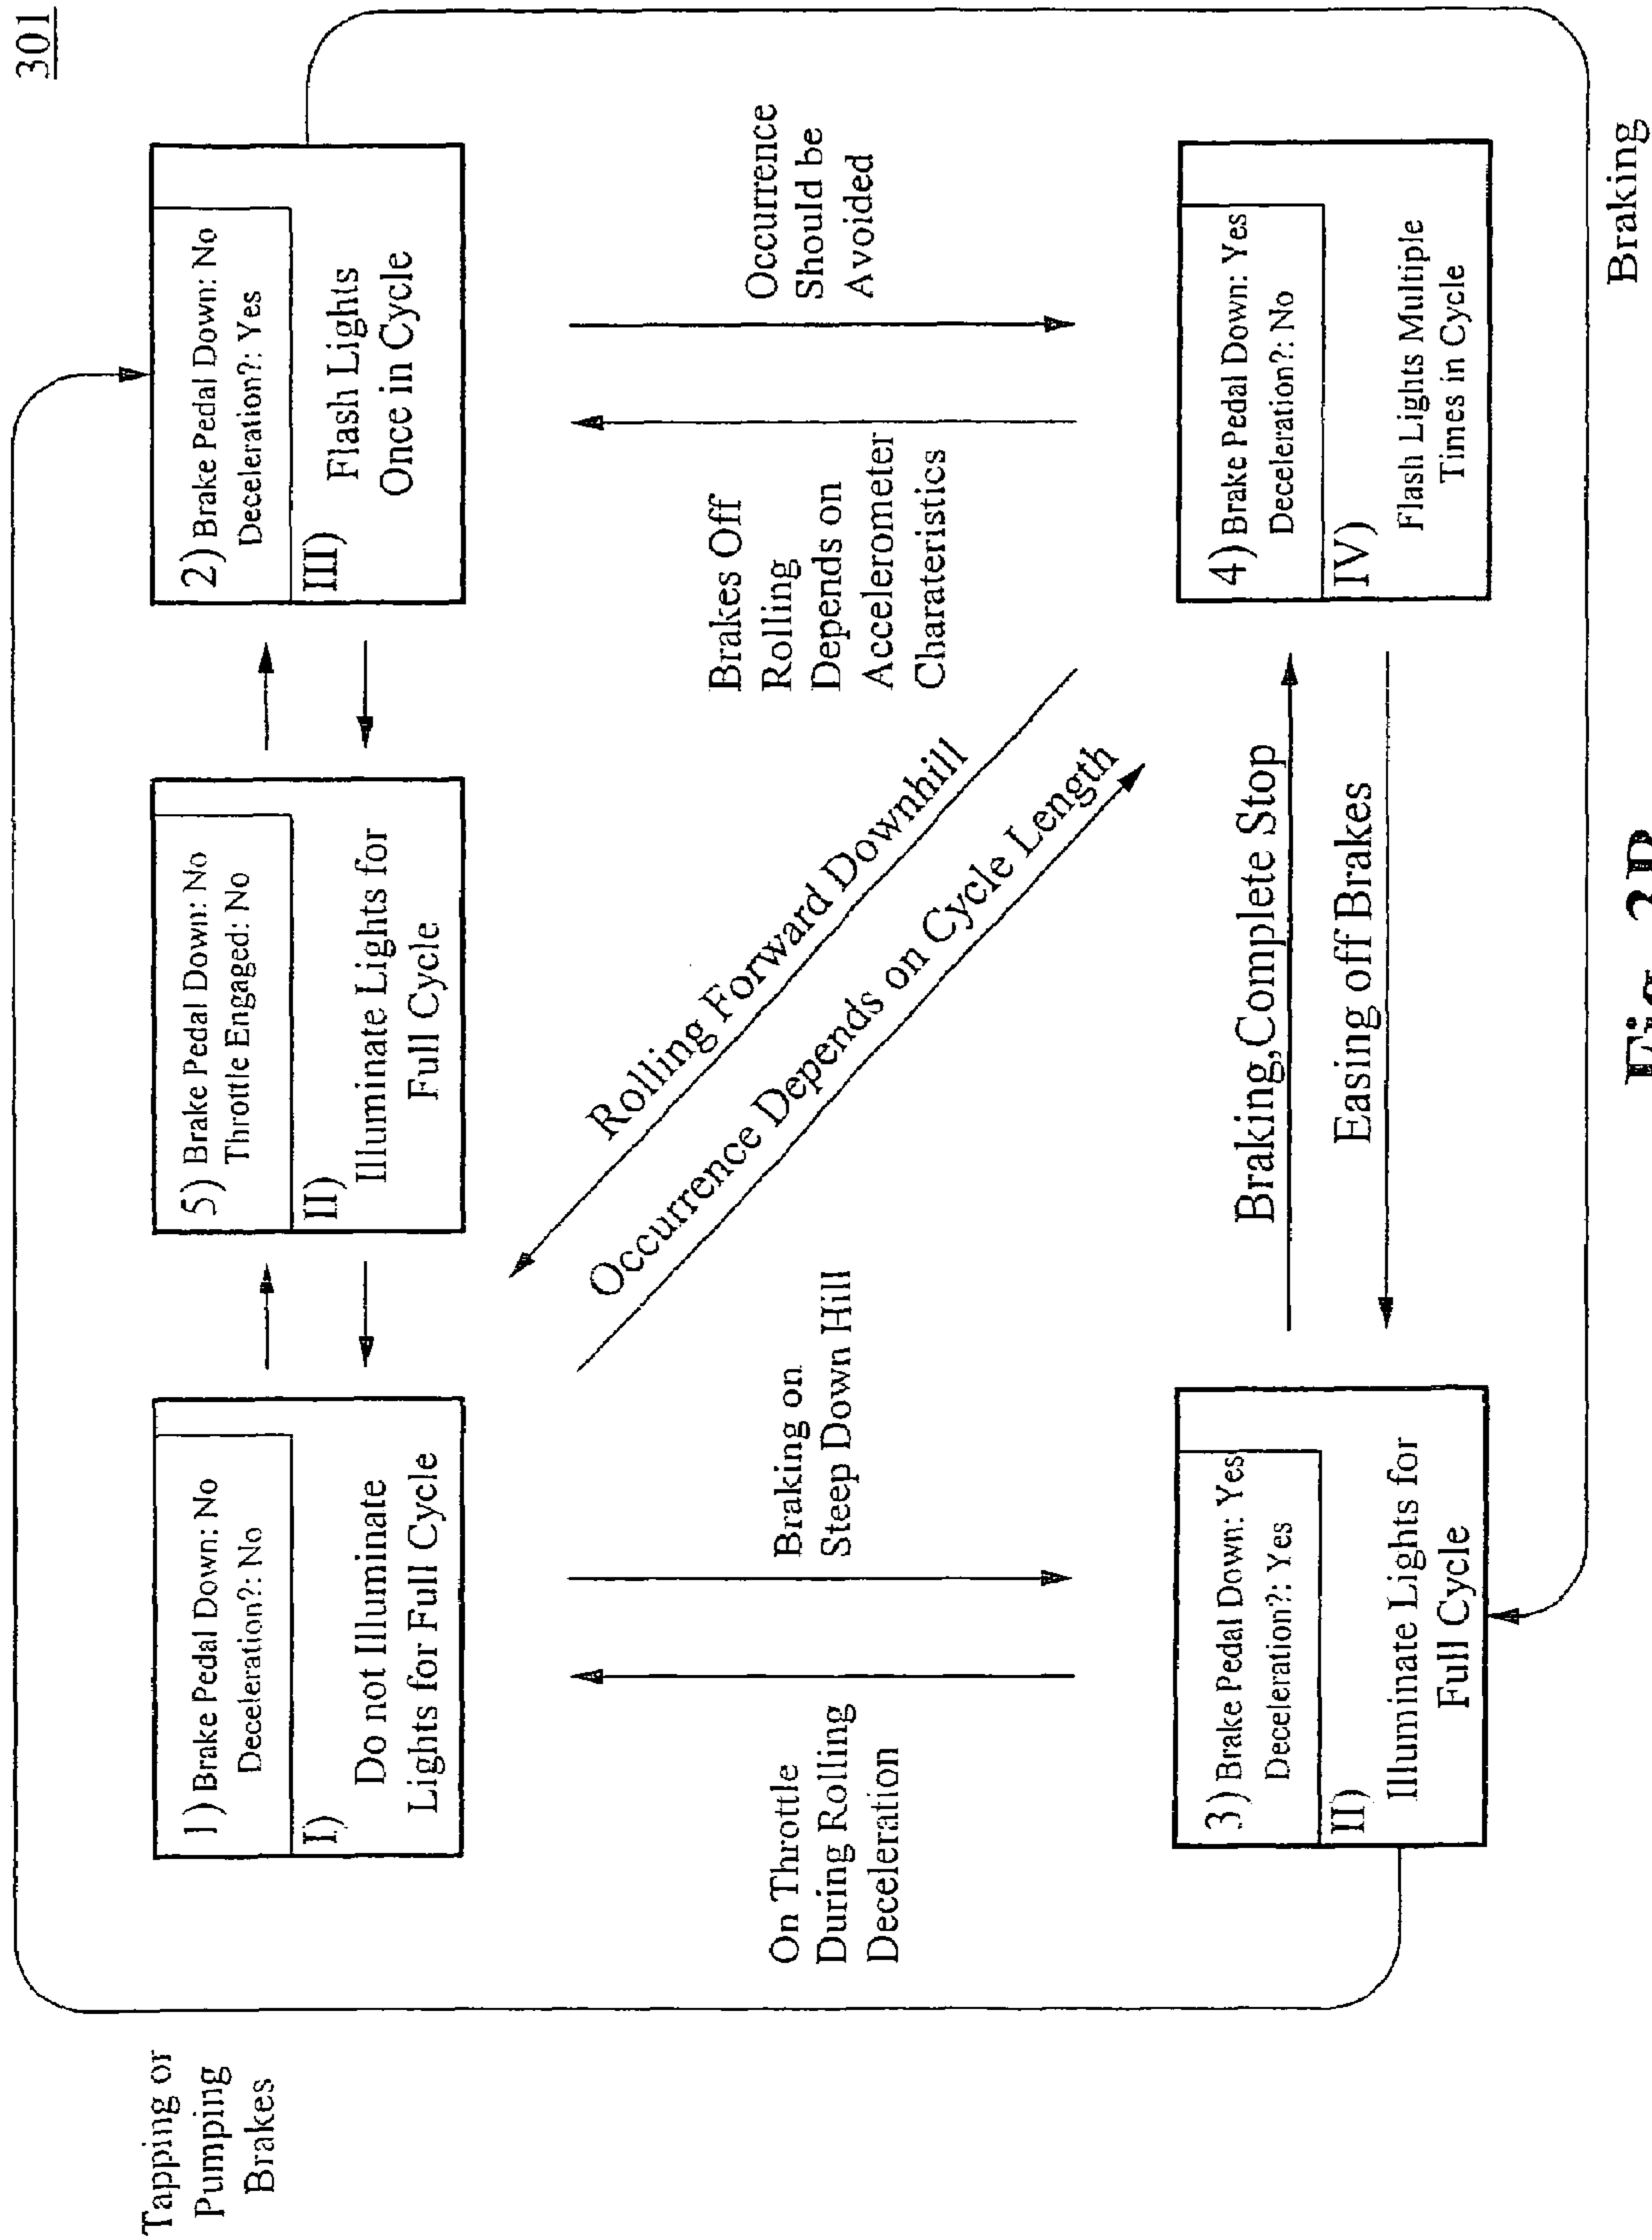 301
Tapping or
Pumping
Brakes
1) Brake Pedal Down: No
Deceleration?: No
I)
Do not Illuminate
Lights for Full Cycle
5) Brake Pedal Down: No
Throttle Engaged: No
II)
Illuminate Lights for
Full Cycle
2) Brake Pedal Down: No
Deceleration?: Yes
III)
Flash Lights
Once in Cycle
On Throttle
During Rolling
Deceleration
Braking on
Steep Down Hill
Rolling Forward Downhill
Occurrence Depends on Cycle Length
Brakes Off
Rolling
Depends on
Accelerometer
Charateristics
Occurrence
Should be
Avoided
3) Brake Pedal Down: Yes
Deceleration?: Yes
II)
Illuminate Lights for
Full Cycle
Braking,Complete Stop
Easing off Brakes
4) Brake Pedal Down: Yes
Deceleration?: No
IV)
Flash Lights Multiple
Times in Cycle
Braking